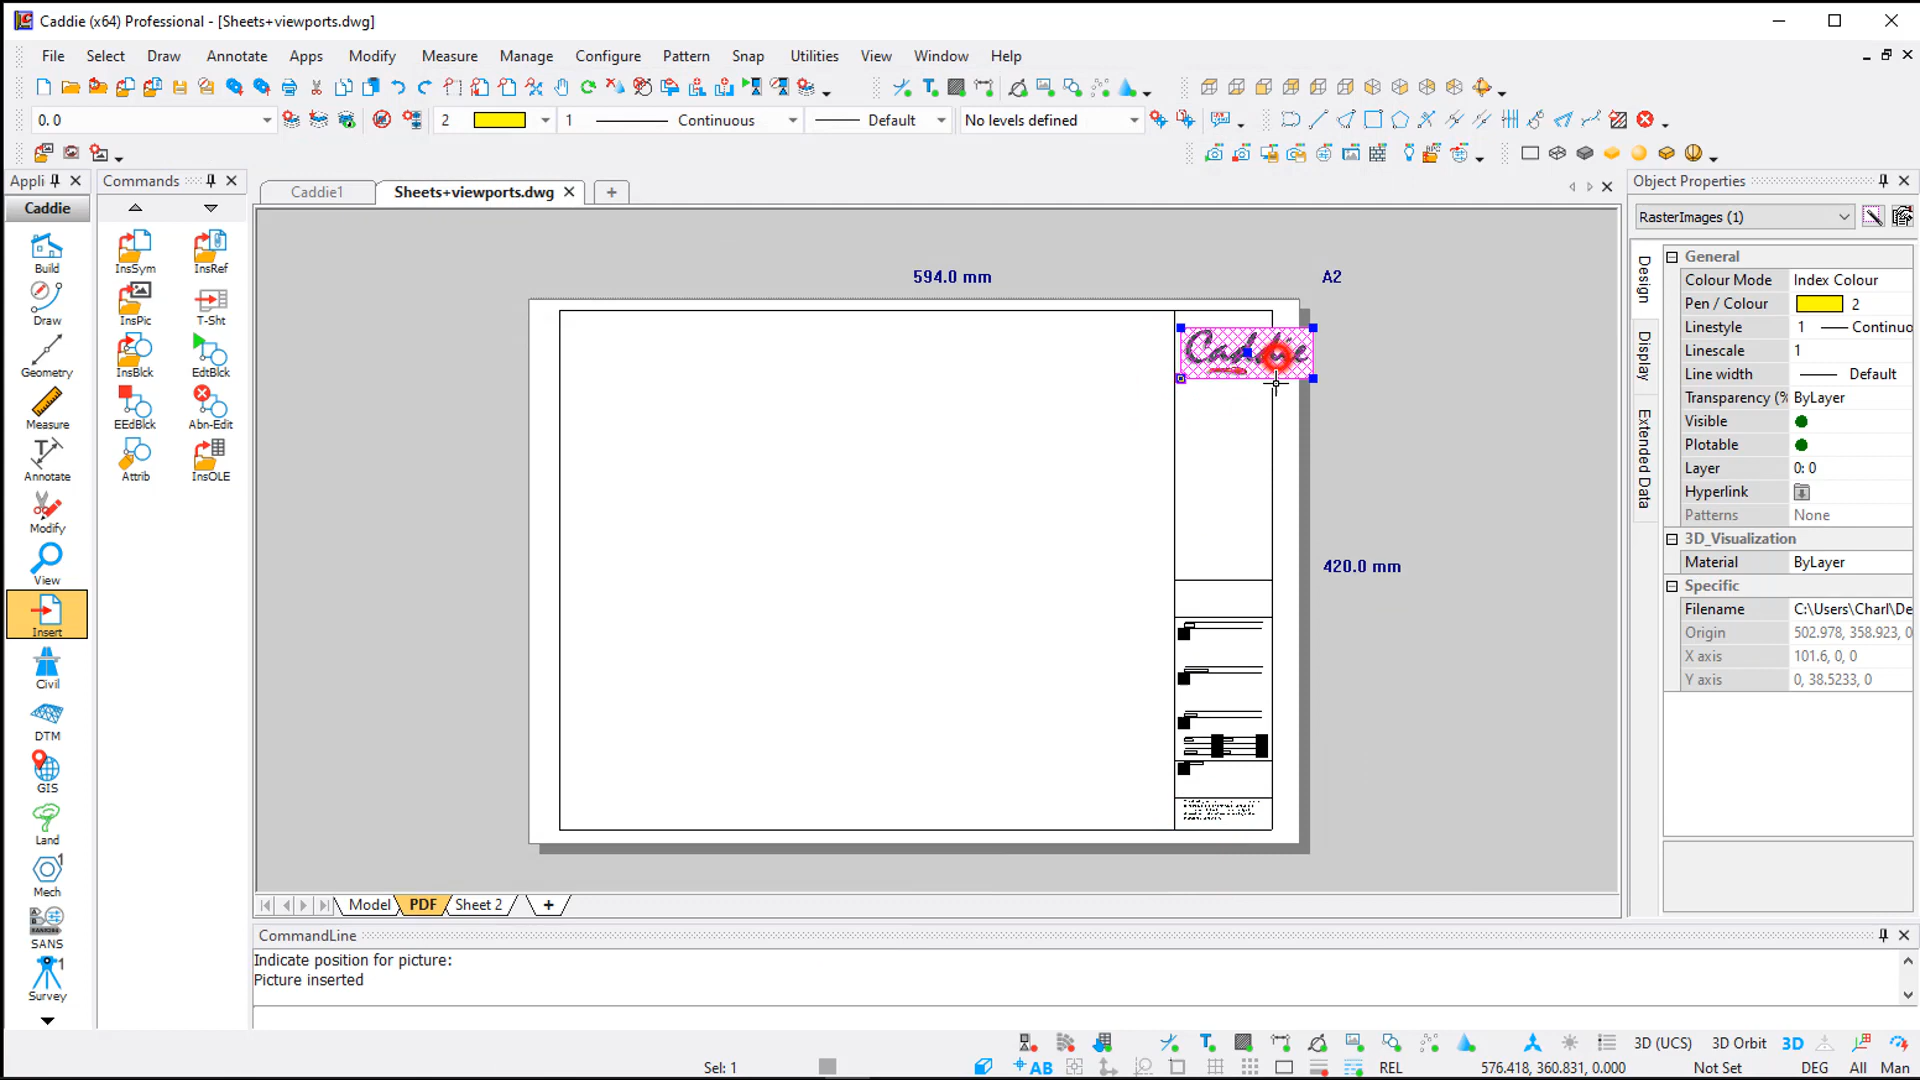 Caddie (x64) Professional - [Sheets+viewports.dwg]
File Select Draw Annotate Apps Modify Measure Manage Configure Pattern Snap Utilities View Window Help
0. 0
2
1 Continuous
Default
No levels defined
Appli
Commands
Caddie1
Sheets+viewports.dwg
Object Properties
Caddie
Build
Draw
Geometry
Measure
Annotate
Modify
View
Insert
Civil
DTM
GIS
Land
Mech
SANS
Survey
InsSym
InsRef
InsPic
T-Sht
InsBlck
EdtBlck
EEdBlck
Abn-Edit
Attrib
InsOLE
594.0 mm
A2
Caddie
420.0 mm
RasterImages (1)
Design
Display
Extended Data
General
Colour Mode Index Colour
Pen / Colour 2
Linestyle 1 Continuo
Linescale 1
Line width Default
Transparency (% ByLayer
Visible
Plotable
Layer 0: 0
Hyperlink
Patterns None
3D_Visualization
Material ByLayer
Specific
Filename C:\Users\Charl\De
Origin 502.978, 358.923, 0
X axis 101.6, 0, 0
Y axis 0, 38.5233, 0
Model PDF Sheet 2 +
CommandLine
Indicate position for picture:
Picture inserted
3D (UCS) 3D Orbit 3D
Sel: 1
AB
REL
576.418, 360.831, 0.000
Not Set
DEG
All
Man